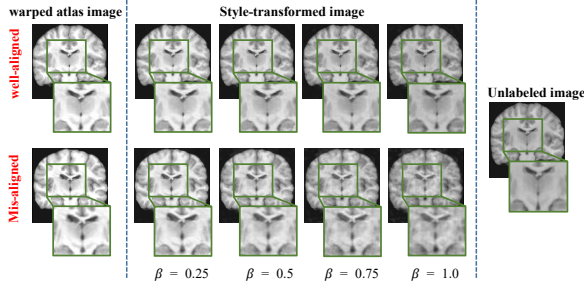 warped atlas image
Style-transformed image
well-aligned
Unlabeled image
Mis-aligned
β = 0.25
β = 0.5
β = 0.75
β = 1.0